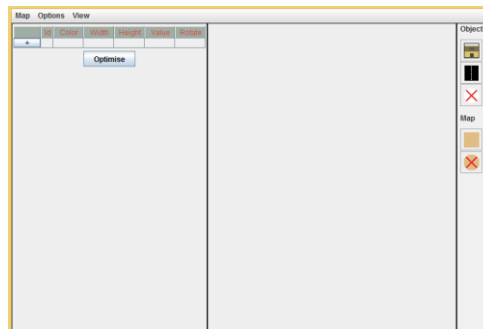 Map Options View
Id Color Width Height Value Rotate
+
Optimise
Object
Map